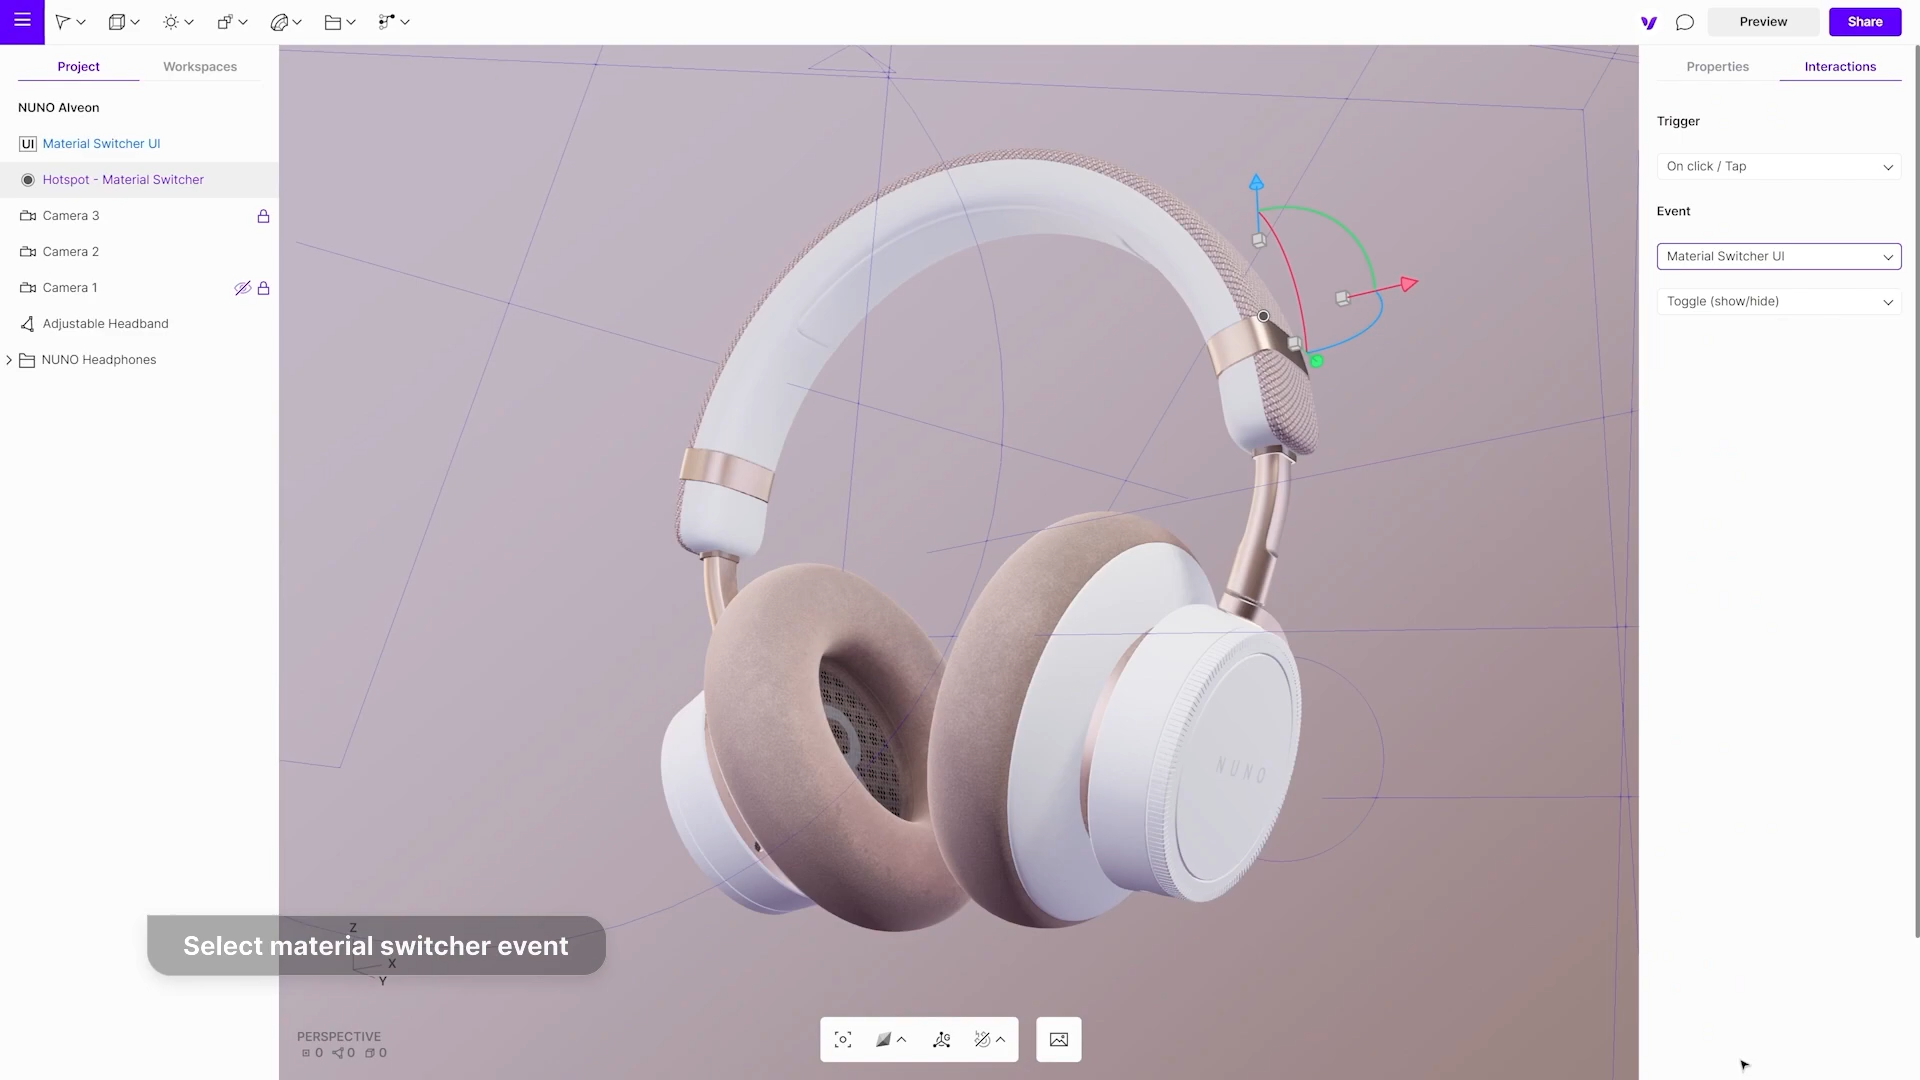 Preview
Share
Project
Workspaces
NUNO Alveon
UI
Material Switcher UI
Hotspot - Material Switcher
Camera 3
Camera 2
Camera 1
Adjustable Headband
NUNO Headphones
Properties
Interactions
Trigger
On click / Tap
Event
Material Switcher UI
Toggle (show/hide)
NUNO
Select material switcher event
Z
X
Y
PERSPECTIVE
0 0 0